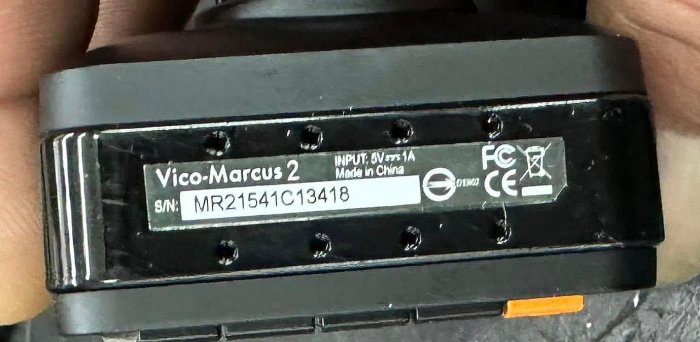 Vico-Marcus 2
INPUT: 5V⎓1A
Made in China
S/N: MR21541C13418
FC
CE